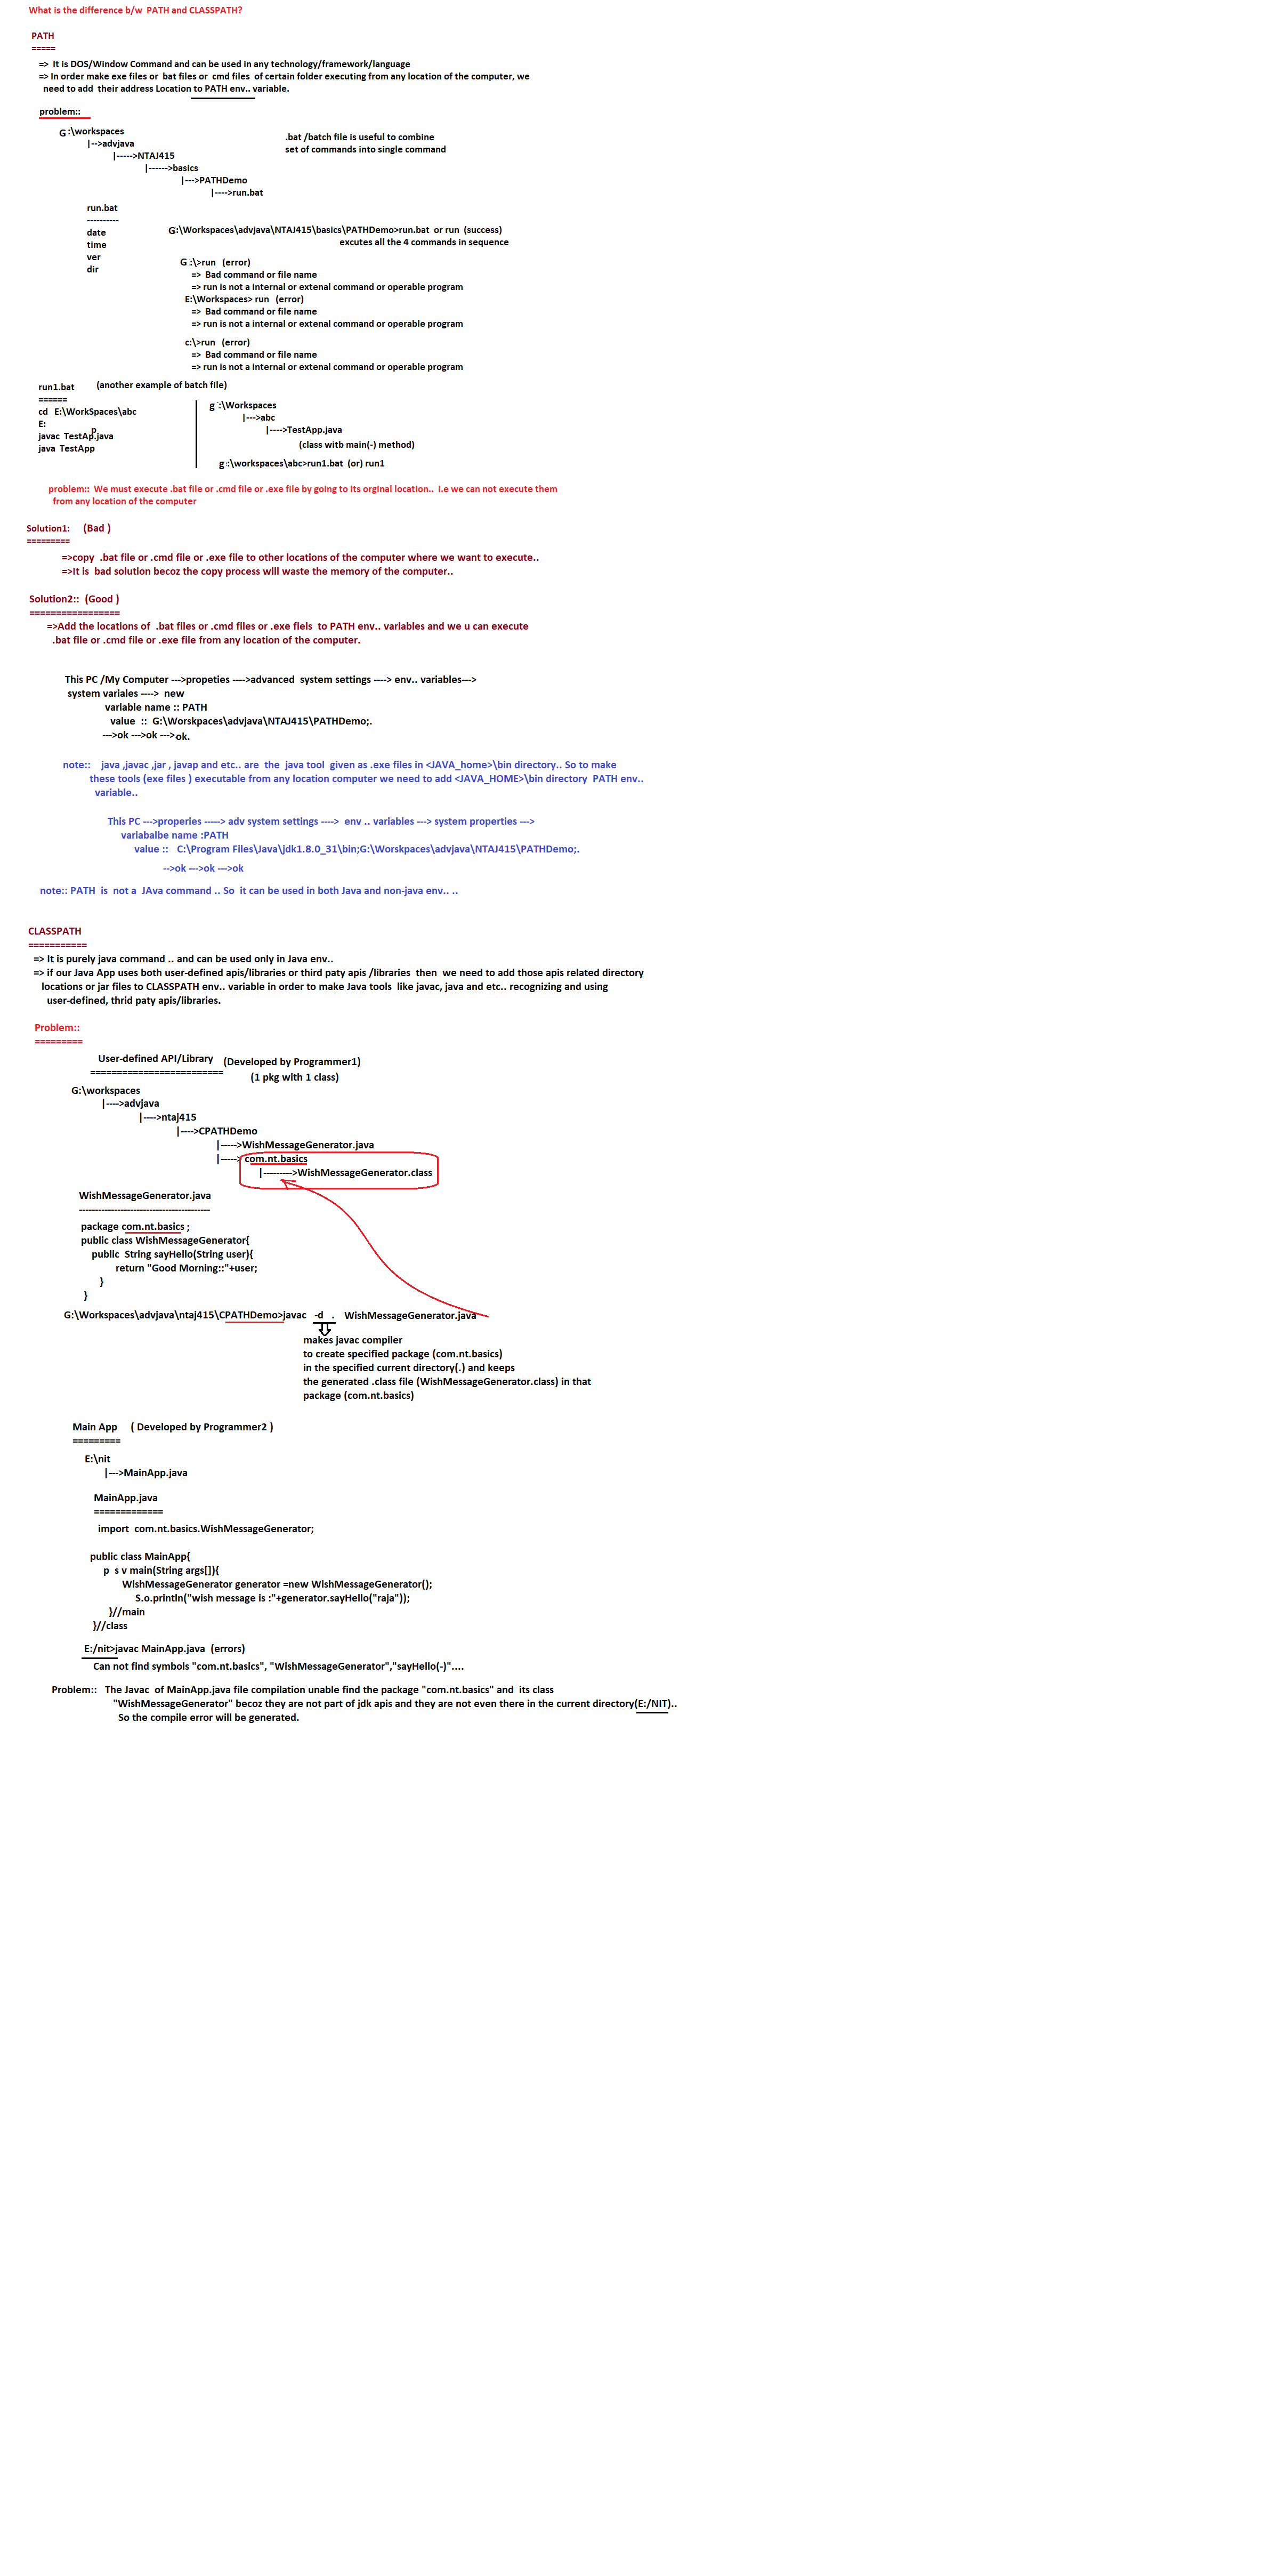 What is the difference b/w  PATH and CLASSPATH?
PATH
=====
=>  It is DOS/Window Command and can be used in any technology/framework/language
=> In order make exe files or  bat files or  cmd files  of certain folder executing from any location of the computer, we
need to add  their address Location to PATH env.. variable.
problem::
G :\workspaces
|-->advjava
|----->NTAJ415
|------>basics
|--->PATHDemo
|---->run.bat
.bat /batch file is useful to combine
set of commands into single command
run.bat
----------
date
time
ver
dir
G:\Workspaces\advjava\NTAJ415\basics\PATHDemo>run.bat  or run  (success)
excutes all the 4 commands in sequence
G :\>run   (error)
=>  Bad command or file name
=> run is not a internal or extenal command or operable program
E:\Workspaces> run   (error)
=>  Bad command or file name
=> run is not a internal or extenal command or operable program
c:\>run   (error)
=>  Bad command or file name
=> run is not a internal or extenal command or operable program
run1.bat     (another example of batch file)
======
cd   E:\WorkSpaces\abc
E:
javac  TestApp.java
java  TestApp
g :\Workspaces
|--->abc
|---->TestApp.java
(class witb main(-) method)
g :\workspaces\abc>run1.bat  (or) run1
problem::  We must execute .bat file or .cmd file or .exe file by going to its orginal location..  i.e we can not execute them
from any location of the computer
Solution1:     (Bad )
=========
=>copy  .bat file or .cmd file or .exe file to other locations of the computer where we want to execute..
=>It is  bad solution becoz the copy process will waste the memory of the computer..
Solution2::  (Good )
=================
=>Add the locations of  .bat files or .cmd files or .exe fiels  to PATH env.. variables and we u can execute
.bat file or .cmd file or .exe file from any location of the computer.
This PC /My Computer --->propeties ---->advanced  system settings ----> env.. variables--->
system variales ---->  new
variable name :: PATH
value  ::  G:\Worskpaces\advjava\NTAJ415\PATHDemo;.
--->ok --->ok --->ok.
note::    java ,javac ,jar , javap and etc.. are  the  java tool  given as .exe files in <JAVA_home>\bin directory.. So to make
these tools (exe files ) executable from any location computer we need to add <JAVA_HOME>\bin directory  PATH env..
variable..
This PC --->properies -----> adv system settings ---->  env .. variables ---> system properties --->
variabalbe name :PATH
value ::   C:\Program Files\Java\jdk1.8.0_31\bin;G:\Worskpaces\advjava\NTAJ415\PATHDemo;.
-->ok --->ok --->ok
note:: PATH  is  not a  JAva command .. So  it can be used in both Java and non-java env.. ..
CLASSPATH
===========
=> It is purely java command .. and can be used only in Java env..
=> if our Java App uses both user-defined apis/libraries or third paty apis /libraries  then  we need to add those apis related directory
locations or jar files to CLASSPATH env.. variable in order to make Java tools  like javac, java and etc.. recognizing and using
user-defined, thrid paty apis/libraries.
Problem::
=========
User-defined API/Library   (Developed by Programmer1)
=========================   (1 pkg with 1 class)
G:\workspaces
|---->advjava
|---->ntaj415
|---->CPATHDemo
|----->WishMessageGenerator.java
|-----> com.nt.basics
|--------->WishMessageGenerator.class
WishMessageGenerator.java
----------------------------------------
package com.nt.basics ;
public class WishMessageGenerator{
public  String sayHello(String user){
return "Good Morning::"+user;
}
}
G:\Workspaces\advjava\ntaj415\CPATHDemo>javac   -d   .   WishMessageGenerator.java
makes javac compiler
to create specified package (com.nt.basics)
in the specified current directory(.) and keeps
the generated .class file (WishMessageGenerator.class) in that
package (com.nt.basics)
Main App     ( Developed by Programmer2 )
=========
E:\nit
|--->MainApp.java
MainApp.java
=============
import  com.nt.basics.WishMessageGenerator;
public class MainApp{
p  s v main(String args[]){
WishMessageGenerator generator =new WishMessageGenerator();
S.o.println("wish message is :"+generator.sayHello("raja"));
}//main
}//class
E:/nit>javac MainApp.java  (errors)
Can not find symbols "com.nt.basics", "WishMessageGenerator","sayHello(-)"....
Problem::   The Javac  of MainApp.java file compilation unable find the package "com.nt.basics" and  its class
"WishMessageGenerator" becoz they are not part of jdk apis and they are not even there in the current directory(E:/NIT)..
So the compile error will be generated.